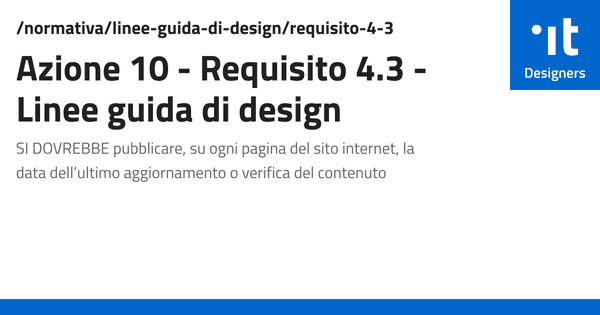 /normativa/linee-guida-di-design/requisito-4-3
Azione 10 - Requisito 4.3 -
Linee guida di design
SI DOVREBBE pubblicare, su ogni pagina del sito internet, la
data dell’ultimo aggiornamento o verifica del contenuto
.it
Designers